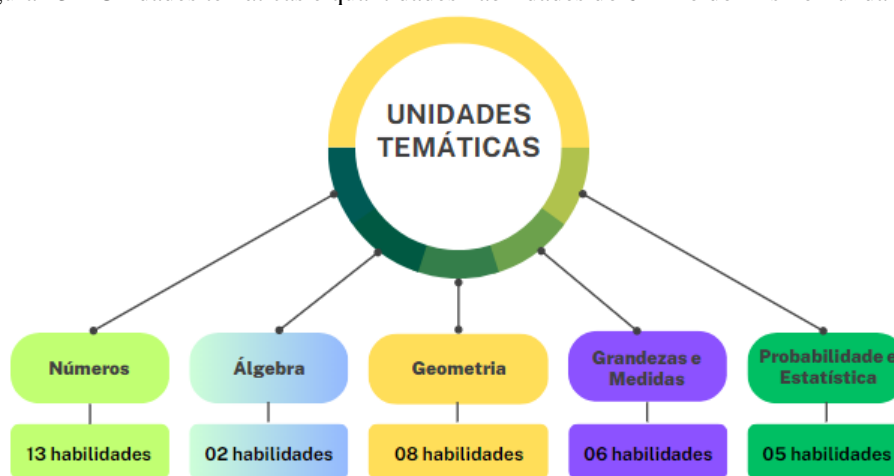 UNIDADES
TEMÁTICAS
Números
Álgebra
Geometria
Grandezas e
Medidas
Probabilidade e
Estatística
13 habilidades
02 habilidades
08 habilidades
06 habilidades
05 habilidades